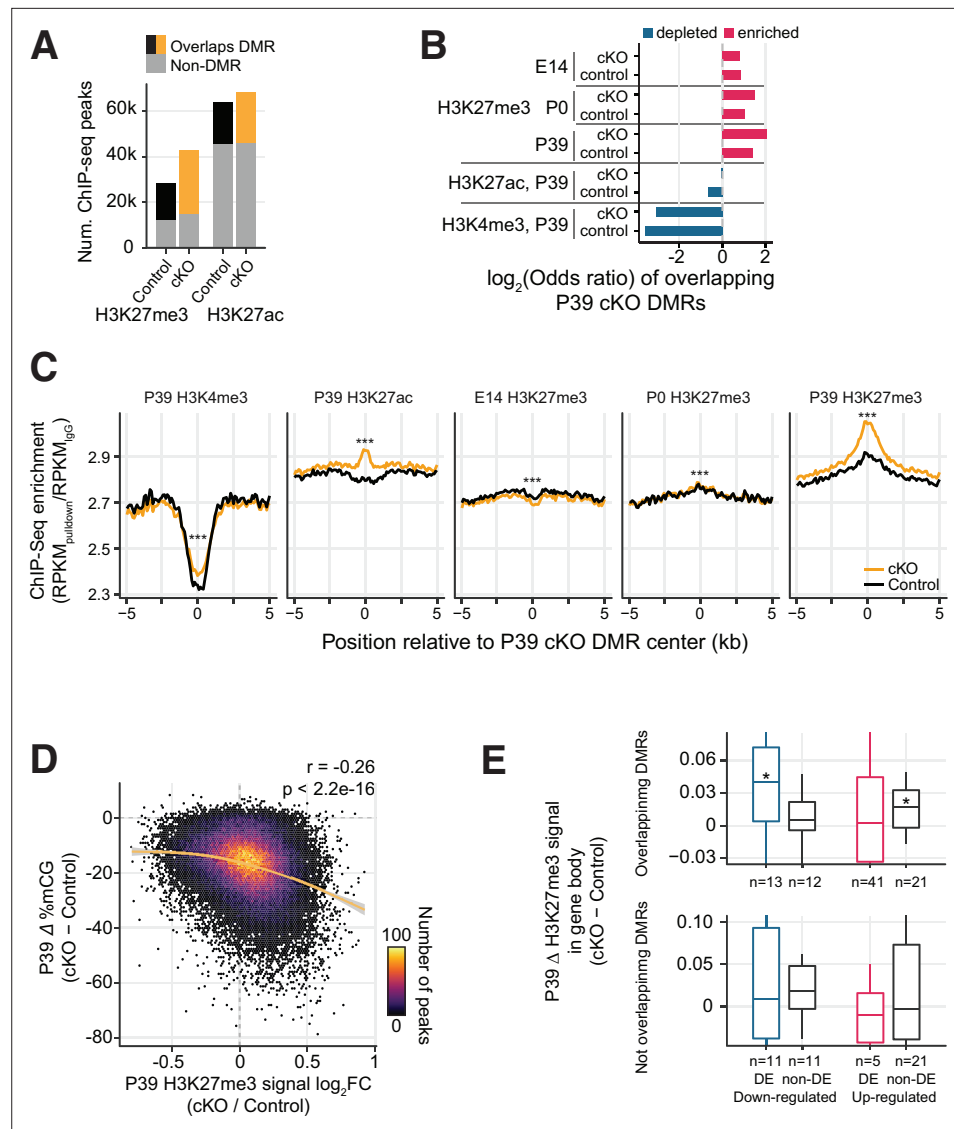 A
Overlaps DMR
Non-DMR
Num. ChIP-seq peaks
60k
40k
20k
0
Control
cKO
Control
cKO
H3K27me3
H3K27ac
B
depleted
enriched
E14
cKO
control
H3K27me3
P0
cKO
control
P39
cKO
control
H3K27ac, P39
cKO
control
H3K4me3, P39
cKO
control
-2
0
2
log2(Odds ratio) of overlapping
P39 cKO DMRs
C
P39 H3K4me3
P39 H3K27ac
E14 H3K27me3
P0 H3K27me3
P39 H3K27me3
ChIP-Seq enrichment
(RPKMpulldown/RPKMIgG)
2.9
2.7
2.5
2.3
***
***
***
***
***
cKO
Control
−5 0 5
−5 0 5
−5 0 5
−5 0 5
−5 0 5
Position relative to P39 cKO DMR center (kb)
D
r = -0.26
p < 2.2e-16
P39 Δ %mCG
(cKO − Control)
0
-20
-40
-60
-80
-0.5
0
0.5
1
100
0
Number of peaks
P39 H3K27me3 signal log2FC
(cKO / Control)
E
P39 Δ H3K27me3 signal
in gene body
(cKO − Control)
Overlappinmg DMRs
0.06
0.03
0
−0.03
*
*
n=13
n=12
n=41
n=21
Not overlapping DMRs
0.10
0.05
0
n=11
n=11
n=5
n=21
DE
non-DE
DE
non-DE
Down-regulated
Up-regulated